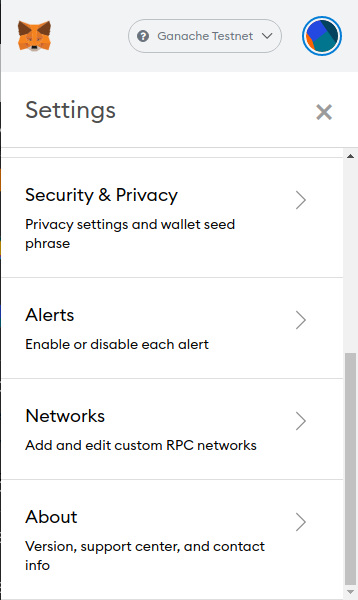 Ganache Testnet
Settings
Security & Privacy
Privacy settings and wallet seed
phrase
Alerts
Enable or disable each alert
Networks
Add and edit custom RPC networks
About
Version, support center, and contact
info